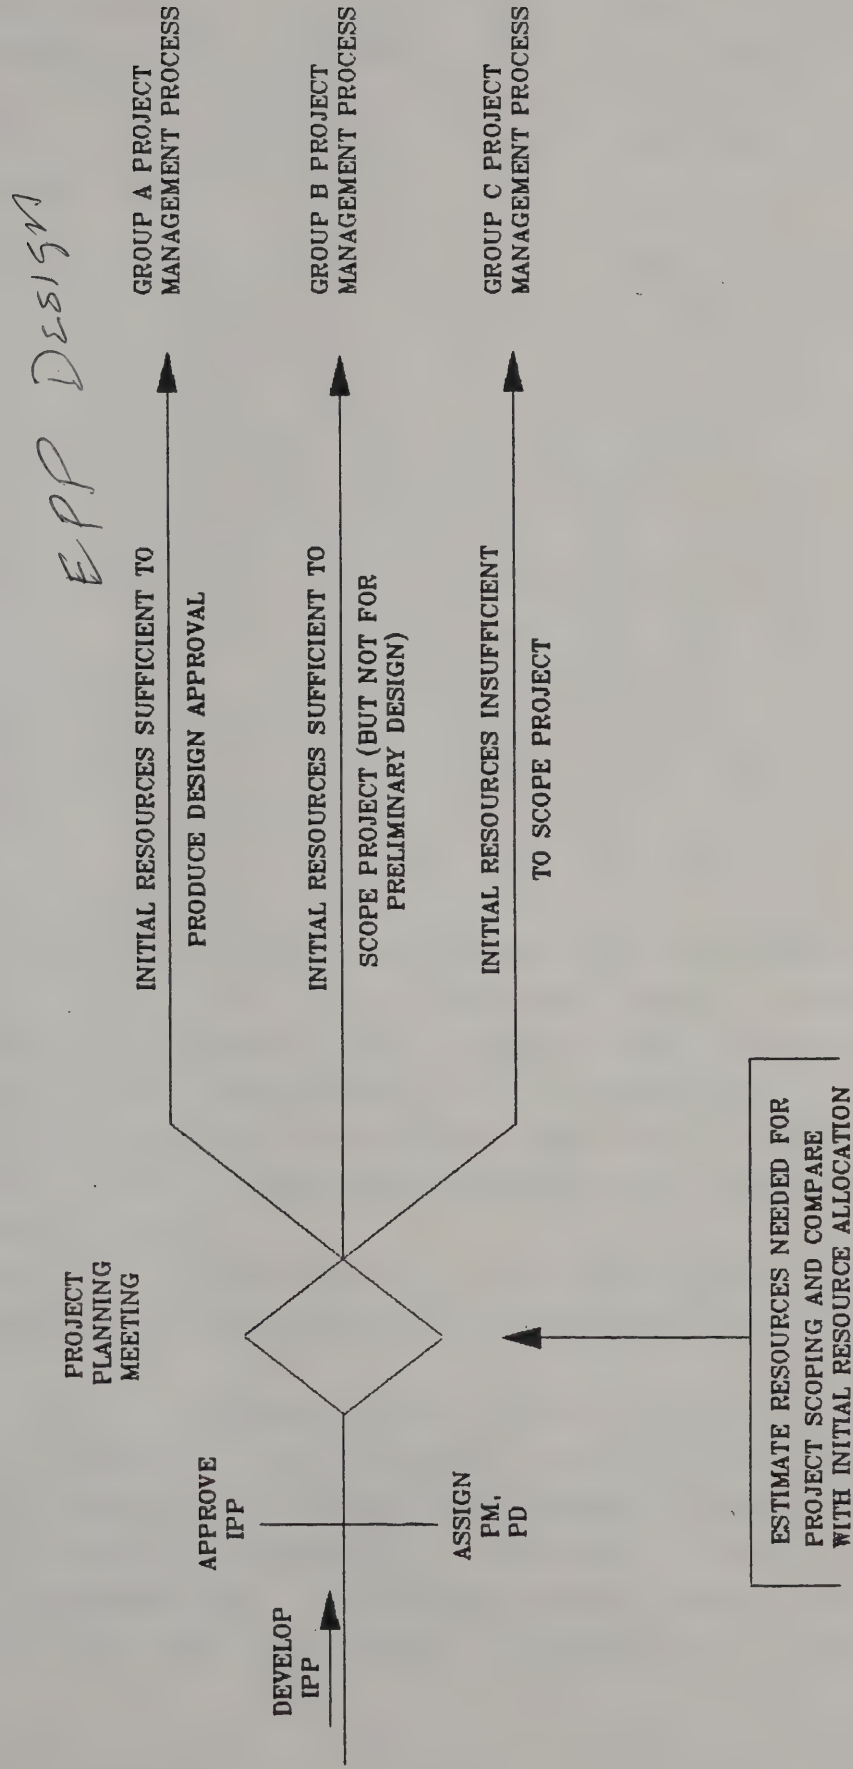 EPP DESIGN
DEVELOP
IPP
APPROVE
IPP
ASSIGN
PM,
PD
PROJECT
PLANNING
MEETING
ESTIMATE RESOURCES NEEDED FOR
PROJECT SCOPING AND COMPARE
WITH INITIAL RESOURCE ALLOCATION
INITIAL RESOURCES SUFFICIENT TO
PRODUCE DESIGN APPROVAL
GROUP A PROJECT
MANAGEMENT PROCESS
INITIAL RESOURCES SUFFICIENT TO
SCOPE PROJECT (BUT NOT FOR
PRELIMINARY DESIGN)
GROUP B PROJECT
MANAGEMENT PROCESS
INITIAL RESOURCES INSUFFICIENT
TO SCOPE PROJECT
GROUP C PROJECT
MANAGEMENT PROCESS